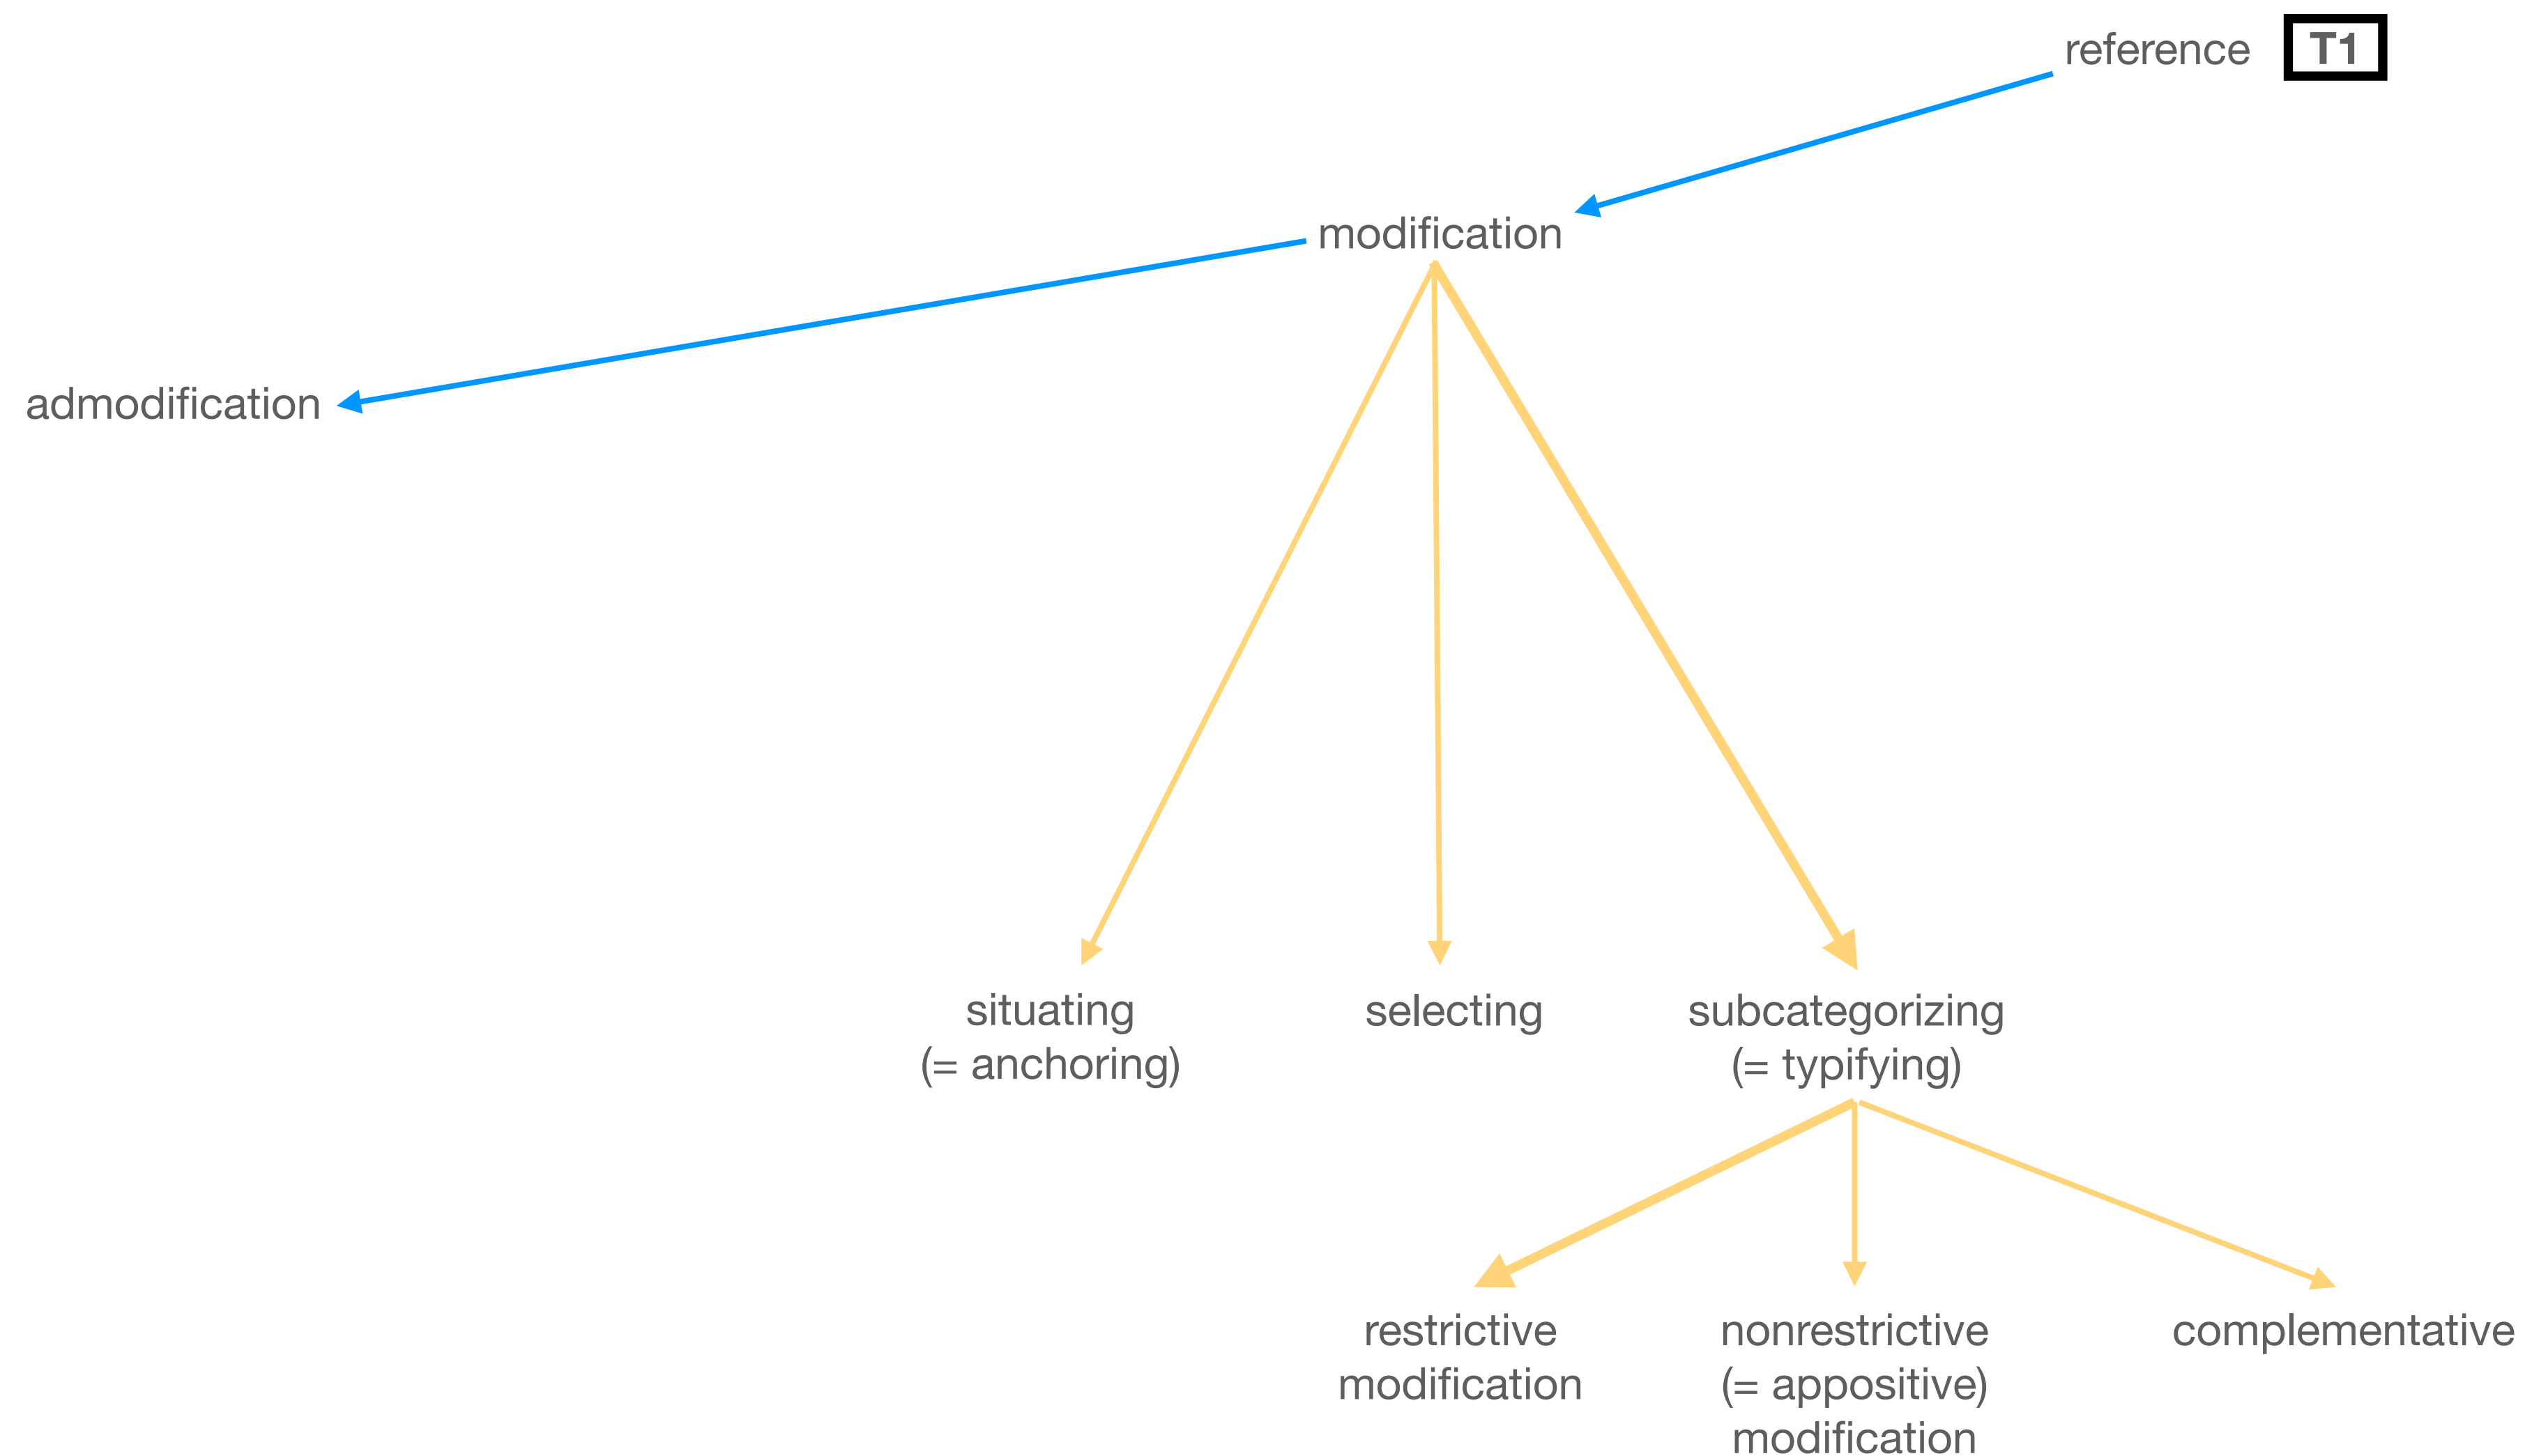 reference T1
modification
admodification
situating
(= anchoring)
selecting
subcategorizing
(= typifying)
restrictive
modification
nonrestrictive
(= appositive)
modification
complementative